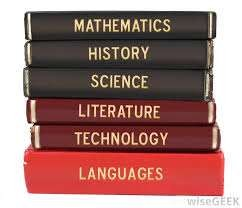 MATHEMATICS
HISTORY
SCIENCE
LITERATURE
TECHNOLOGY
LANGUAGES
wiseGEEK